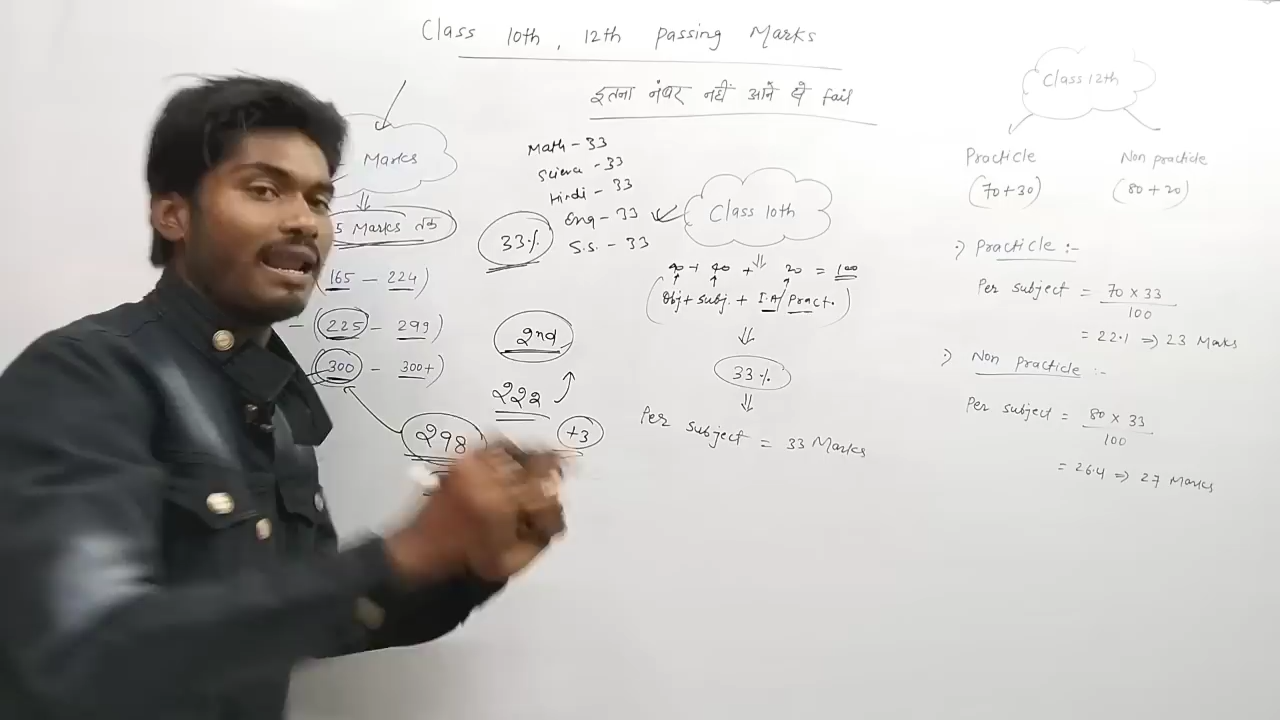 Class 10th, 12th passing Marks
इतना नंबर नहीं आने पे fail
Marks
5 Marks तक
(165 - 224)
- (225 - 299)
300 - 300+)
298
Math - 33
Science - 33
Hindi - 33
Eng - 33
S.S. - 33
33%
2nd
222
+3
Class 10th
40 + 40 + 20 = 100
(Obj + subj. + I.A/Pract.)
33%
Per subject = 33 Marks
Class 12th
Practicle
(70+30)
Non practicle
(80+20)
:) Practicle :-
Per subject = 70 x 33
100
= 22.1 => 23 Marks
:) Non Practicle :-
Per subject = 80 x 33
100
= 26.4 => 27 Marks